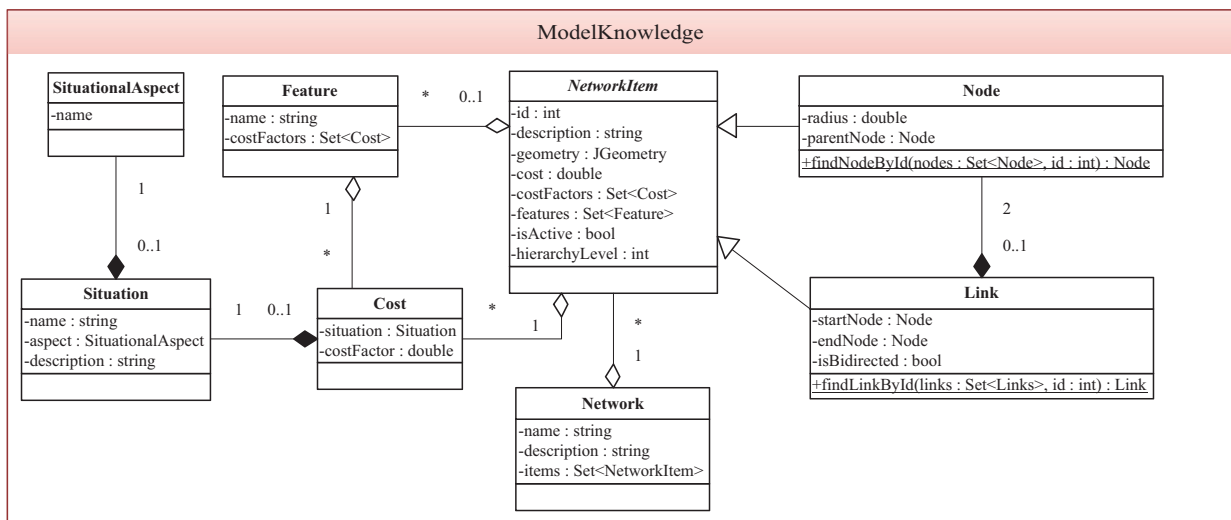 ModelKnowledge
SituationalAspect
-name
Feature
-name : string
-costFactors : Set<Cost>
*
0..1
NetworkItem
-id : int
-description : string
-geometry : JGeometry
-cost : double
-costFactors : Set<Cost>
-features : Set<Feature>
-isActive : bool
-hierarchyLevel : int
Node
-radius : double
-parentNode : Node
+findNodeById(nodes : Set<Node>, id : int) : Node
1
0..1
1
*
2
0..1
Situation
-name : string
-aspect : SituationalAspect
-description : string
1
0..1
Cost
-situation : Situation
-costFactor : double
*
1
*
1
Link
-startNode : Node
-endNode : Node
-isBidirected : bool
+findLinkById(links : Set<Links>, id : int) : Link
Network
-name : string
-description : string
-items : Set<NetworkItem>